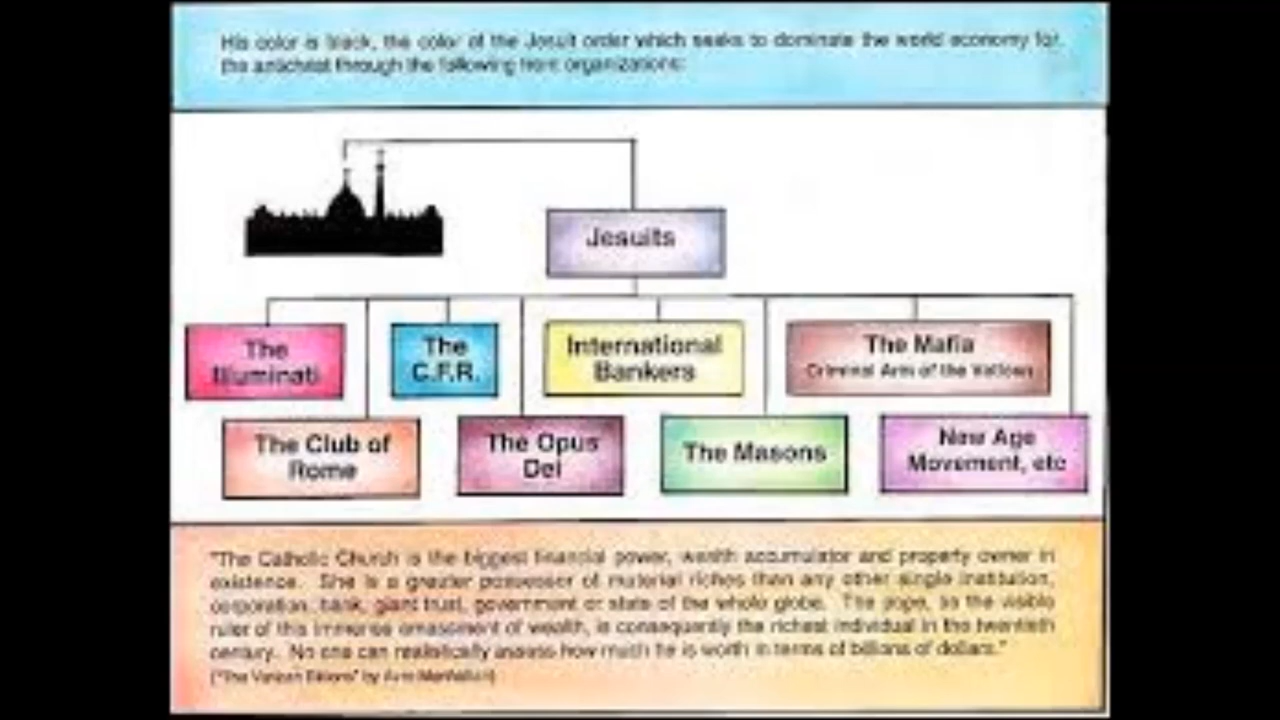 His color is black, the color of the Jesuit order which seeks to dominate the world economy for
the antichrist through the following front organizations:
Jesuits
The
Illuminati
The
C.F.R.
International
Bankers
The Mafia
Criminal Arm of the Vatican
The Club of
Rome
The Opus
Dei
The Masons
New Age
Movement, etc
"The Catholic Church is the biggest financial power, wealth accumulator and property owner in
existence. She is a greater possessor of material riches than any other single institution,
corporation, bank, giant trust, government or state of the whole globe. The pope, as the visible
ruler of this immense amassment of wealth, is consequently the richest individual in the twentieth
century. No one can realistically assess how much he is worth in terms of billions of dollars."
("The Vatican Billions" by Avro Manhattan)